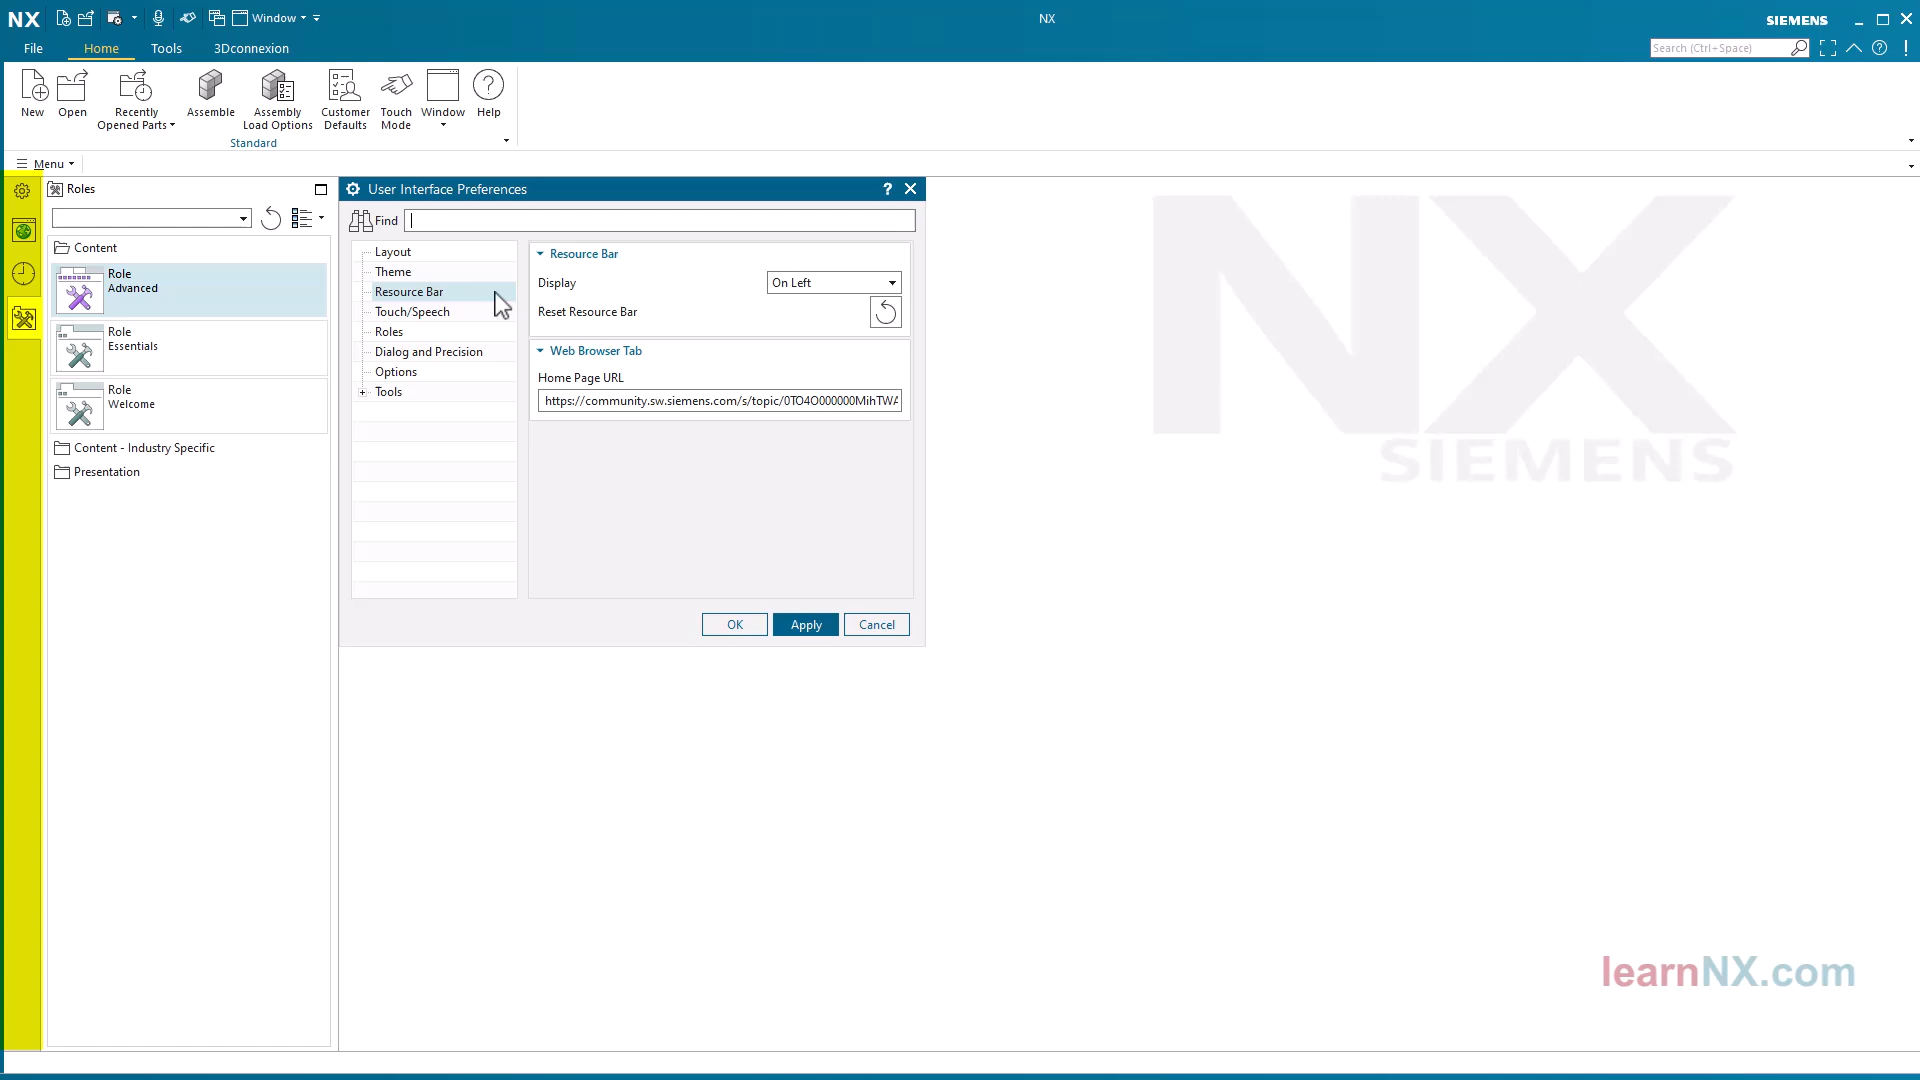 NX
Window
NX
SIEMENS
File
Home
Tools
3Dconnexion
Search (Ctrl+Space)
New
Open
Recently
Opened Parts
Assemble
Assembly
Load Options
Customer
Defaults
Touch
Mode
Window
Help
Standard
Menu
Roles
Content
Role
Advanced
Role
Essentials
Role
Welcome
Content - Industry Specific
Presentation
User Interface Preferences
Find
Layout
Theme
Resource Bar
Touch/Speech
Roles
Dialog and Precision
Options
Tools
Resource Bar
Display
On Left
Reset Resource Bar
Web Browser Tab
Home Page URL
https://community.sw.siemens.com/s/topic/0TO4O000000MihTWA
OK
Apply
Cancel
NX
SIEMENS
learnNX.com